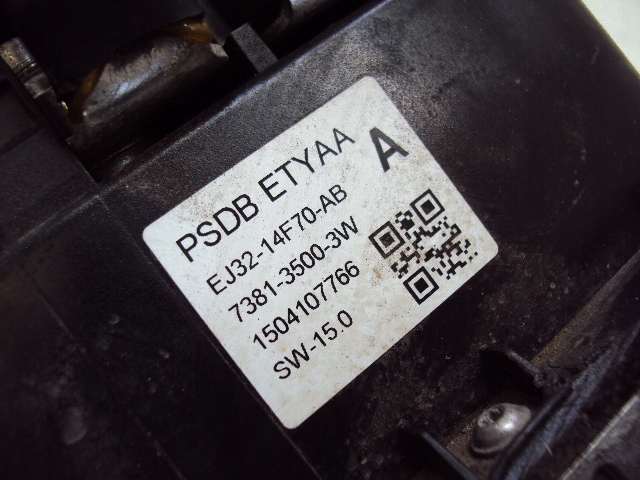 PSDB ETYAA A
EJ32-14F70-AB
7381-3500-3W
1504107766
SW-15.0